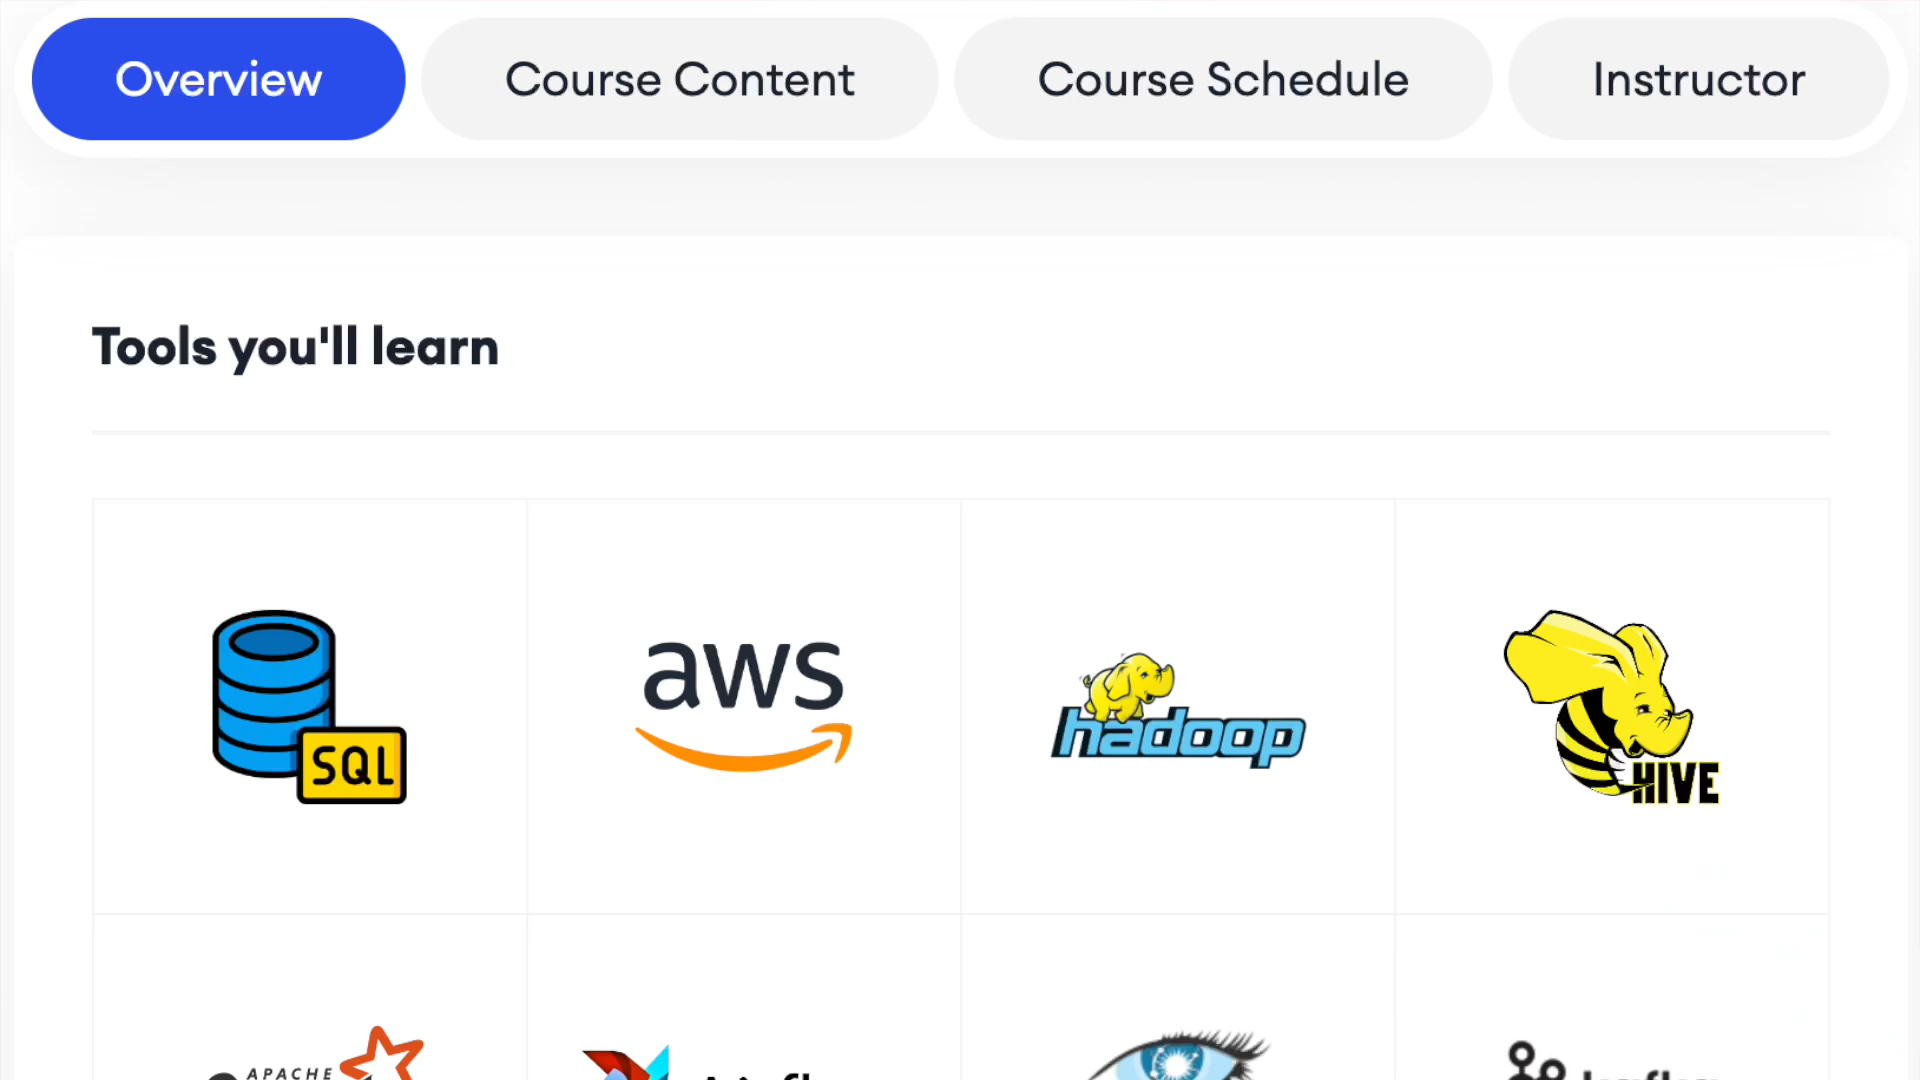 Overview
Course Content
Course Schedule
Instructor
Tools you'll learn
SQL
aws
hadoop
HIVE
APACHE